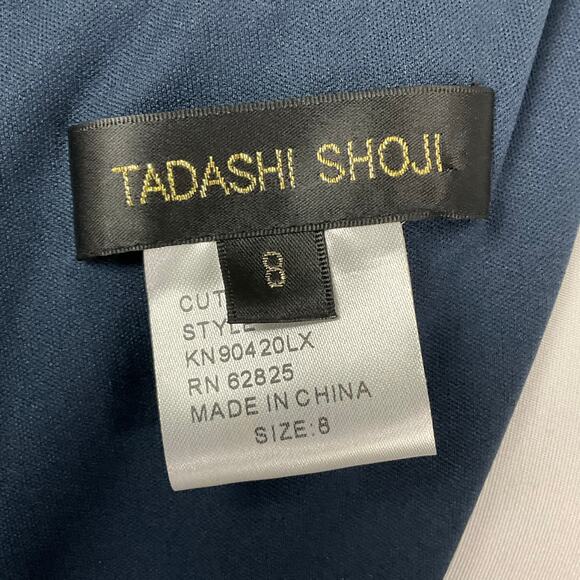 TADASHI SHOJI
8
CUT
STYLE
KN90420LX
RN 62825
MADE IN CHINA
SIZE:8